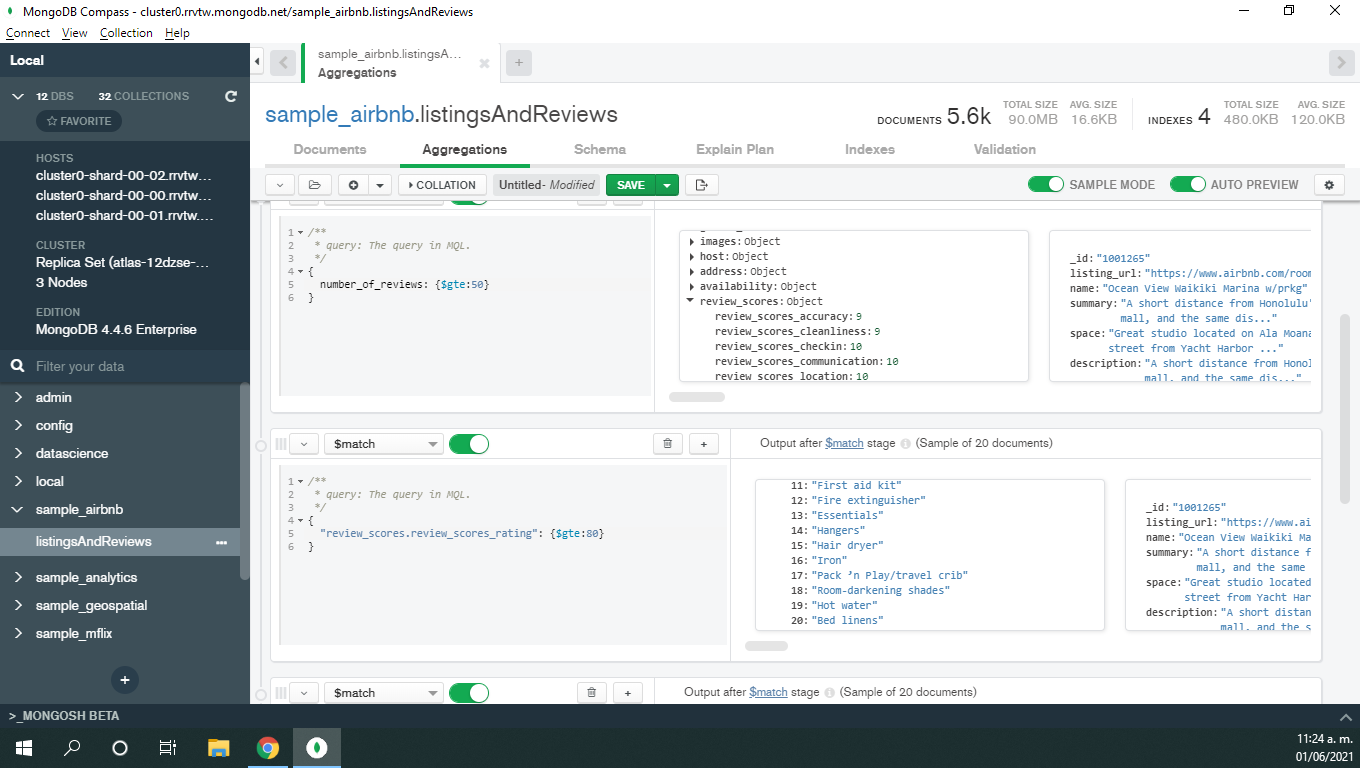 MongoDB Compass - cluster0.rrvtw.mongodb.net/sample_airbnb.listingsAndReviews
Connect View Collection Help
Local
12 DBS 32 COLLECTIONS
FAVORITE
HOSTS
cluster0-shard-00-02.rrvtw...
cluster0-shard-00-00.rrvtw...
cluster0-shard-00-01.rrvtw....
CLUSTER
Replica Set (atlas-12dzse-...
3 Nodes
EDITION
MongoDB 4.4.6 Enterprise
Filter your data
admin
config
datascience
local
sample_airbnb
listingsAndReviews
sample_analytics
sample_geospatial
sample_mflix
sample_airbnb.listingsA...
Aggregations
sample_airbnb.listingsAndReviews
DOCUMENTS 5.6k TOTAL SIZE 90.0MB AVG. SIZE 16.6KB INDEXES 4 TOTAL SIZE 480.0KB AVG. SIZE 120.0KB
Documents Aggregations Schema Explain Plan Indexes Validation
COLLATION Untitled- Modified SAVE SAMPLE MODE AUTO PREVIEW
1 /**
2 * query: The query in MQL.
3 */
4 {
5 number_of_reviews: {$gte:50}
6 }
images: Object
host: Object
address: Object
availability: Object
review_scores: Object
review_scores_accuracy: 9
review_scores_cleanliness: 9
review_scores_checkin: 10
review_scores_communication: 10
review_scores_location: 10
_id: "1001265"
listing_url: "https://www.airbnb.com/room
name: "Ocean View Waikiki Marina w/prkg"
summary: "A short distance from Honolulu'
mall, and the same dis..."
space: "Great studio located on Ala Moana
street from Yacht Harbor ..."
description: "A short distance from Honol
mall, and the same dis..."
$match
Output after $match stage (Sample of 20 documents)
1 /**
2 * query: The query in MQL.
3 */
4 {
5 "review_scores.review_scores_rating": {$gte:80}
6 }
11: "First aid kit"
12: "Fire extinguisher"
13: "Essentials"
14: "Hangers"
15: "Hair dryer"
16: "Iron"
17: "Pack ’n Play/travel crib"
18: "Room-darkening shades"
19: "Hot water"
20: "Bed linens"
_id: "1001265"
listing_url: "https://www.ai
name: "Ocean View Waikiki Ma
summary: "A short distance f
mall, and the same
space: "Great studio located
street from Yacht Har
description: "A short distan
mall, and the s
$match
Output after $match stage (Sample of 20 documents)
>_MONGOSH BETA
11:24 a. m.
01/06/2021